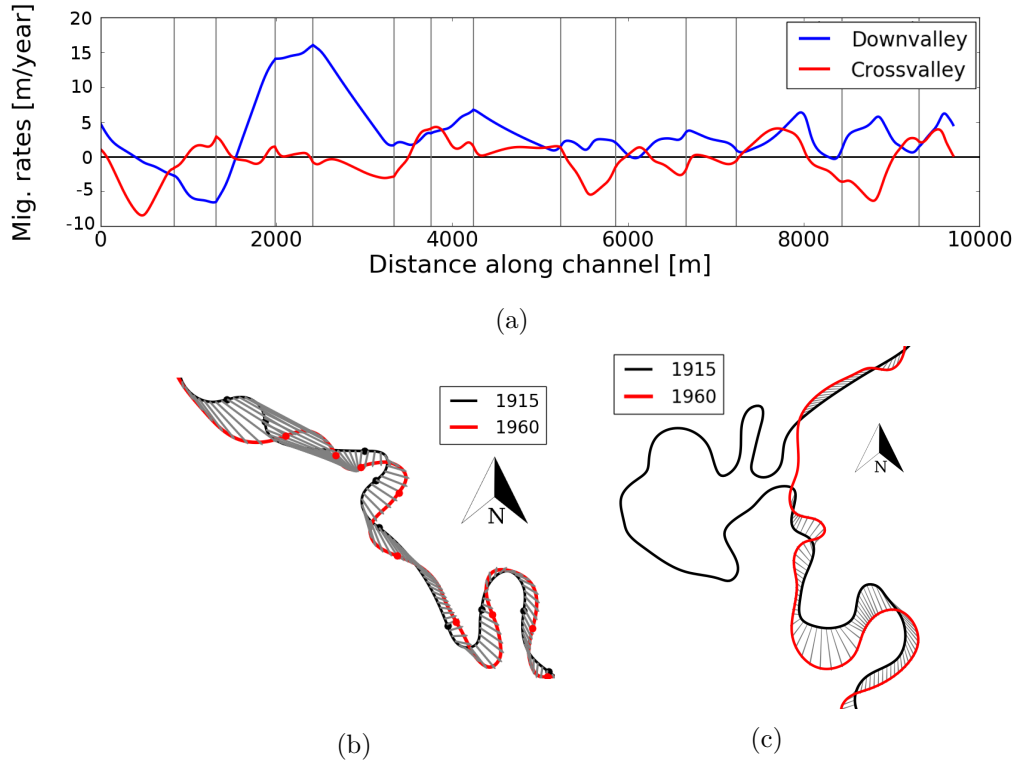 20
15
10
5
0
-5
-10
Mig. rates [m/year]
Downvalley
Crossvalley
0 2000 4000 6000 8000 10000
Distance along channel [m]
(a)
1915
1960
N
(b)
1915
1960
N
(c)